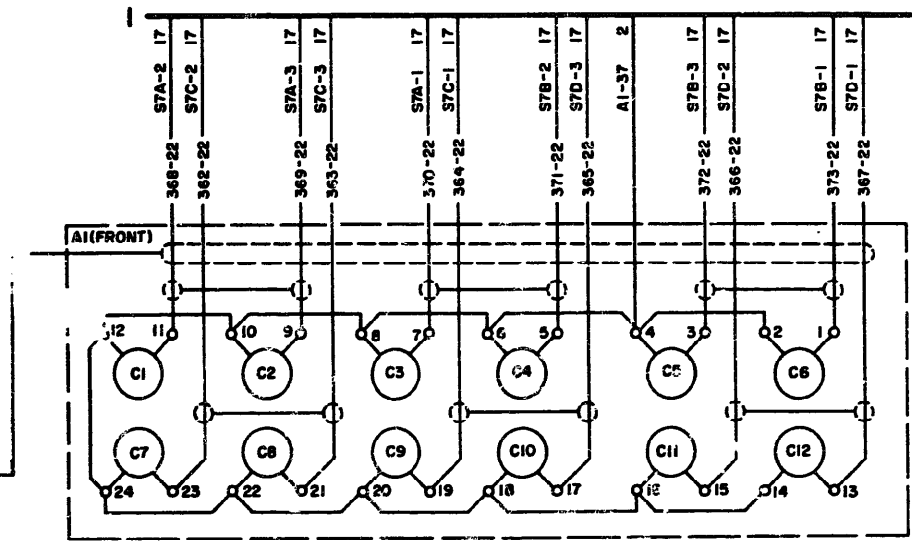 S7A-2 17
S7C-2 17
S7A-3 17
S7C-3 17
S7A-1 17
S7C-1 17
S7B-2 17
S7D-3 17
A1-37 2
S7B-3 17
S7D-2 17
S7B-1 17
S7D-1 17
368-22
362-22
369-22
363-22
370-22
364-22
371-22
365-22
372-22
366-22
373-22
367-22
A1(FRONT)
12 11 10 9 8 7 6 5 4 3 2 1
C1 C2 C3 C4 C5 C6
C7 C8 C9 C10 C11 C12
24 23 22 21 20 19 18 17 16 15 14 13